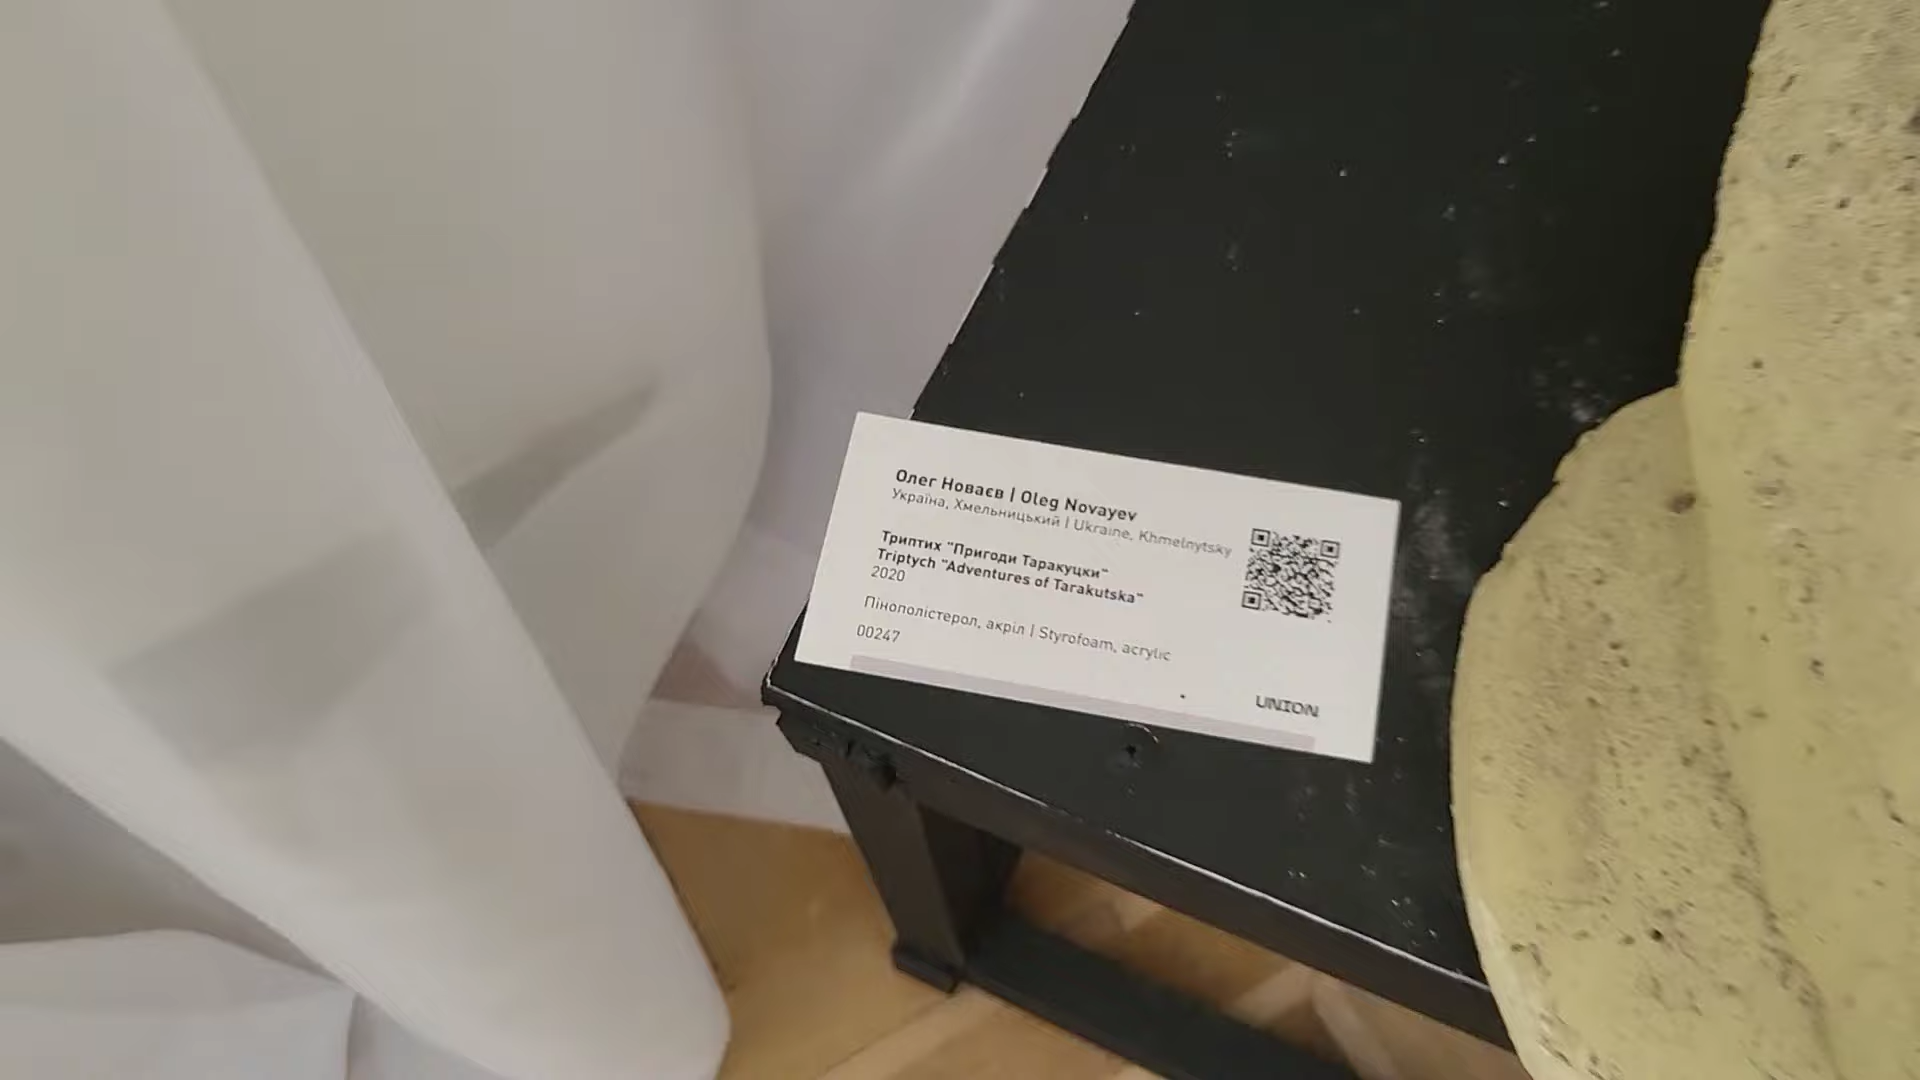 Олег Новаєв | Oleg Novayev
Україна, Хмельницький | Ukraine, Khmelnytsky
Триптих "Пригоди Таракуцки"
Triptych "Adventures of Tarakutska"
2020
Пінополістерол, акріл | Styrofoam, acrylic
00247
UNION